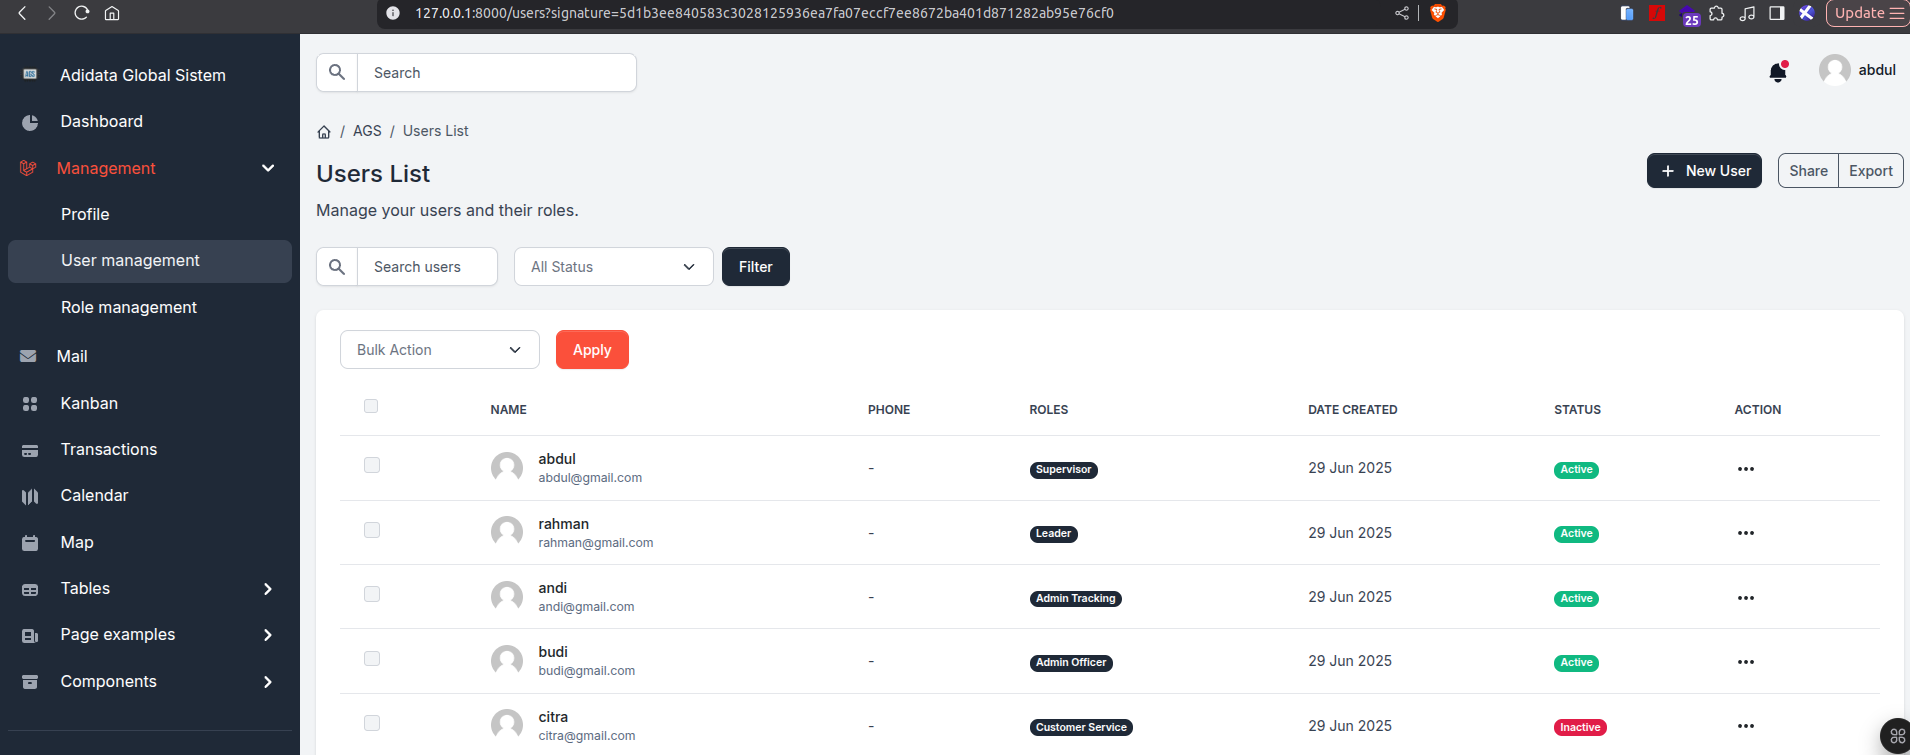 127.0.0.1:8000/users?signature=5d1b3ee840583c3028125936ea7fa07eccf7ee8672ba401d871282ab95e76cf0
25
Update
Adidata Global Sistem
Dashboard
Management
Profile
User management
Role management
Mail
Kanban
Transactions
Calendar
Map
Tables
Page examples
Components
Search
abdul
/ AGS / Users List
Users List
Manage your users and their roles.
+ New User
Share
Export
Search users
All Status
Filter
Bulk Action
Apply
NAME PHONE ROLES DATE CREATED STATUS ACTION
abdul
abdul@gmail.com
- Supervisor 29 Jun 2025 Active •••
rahman
rahman@gmail.com
- Leader 29 Jun 2025 Active •••
andi
andi@gmail.com
- Admin Tracking 29 Jun 2025 Active •••
budi
budi@gmail.com
- Admin Officer 29 Jun 2025 Active •••
citra
citra@gmail.com
- Customer Service 29 Jun 2025 Inactive •••